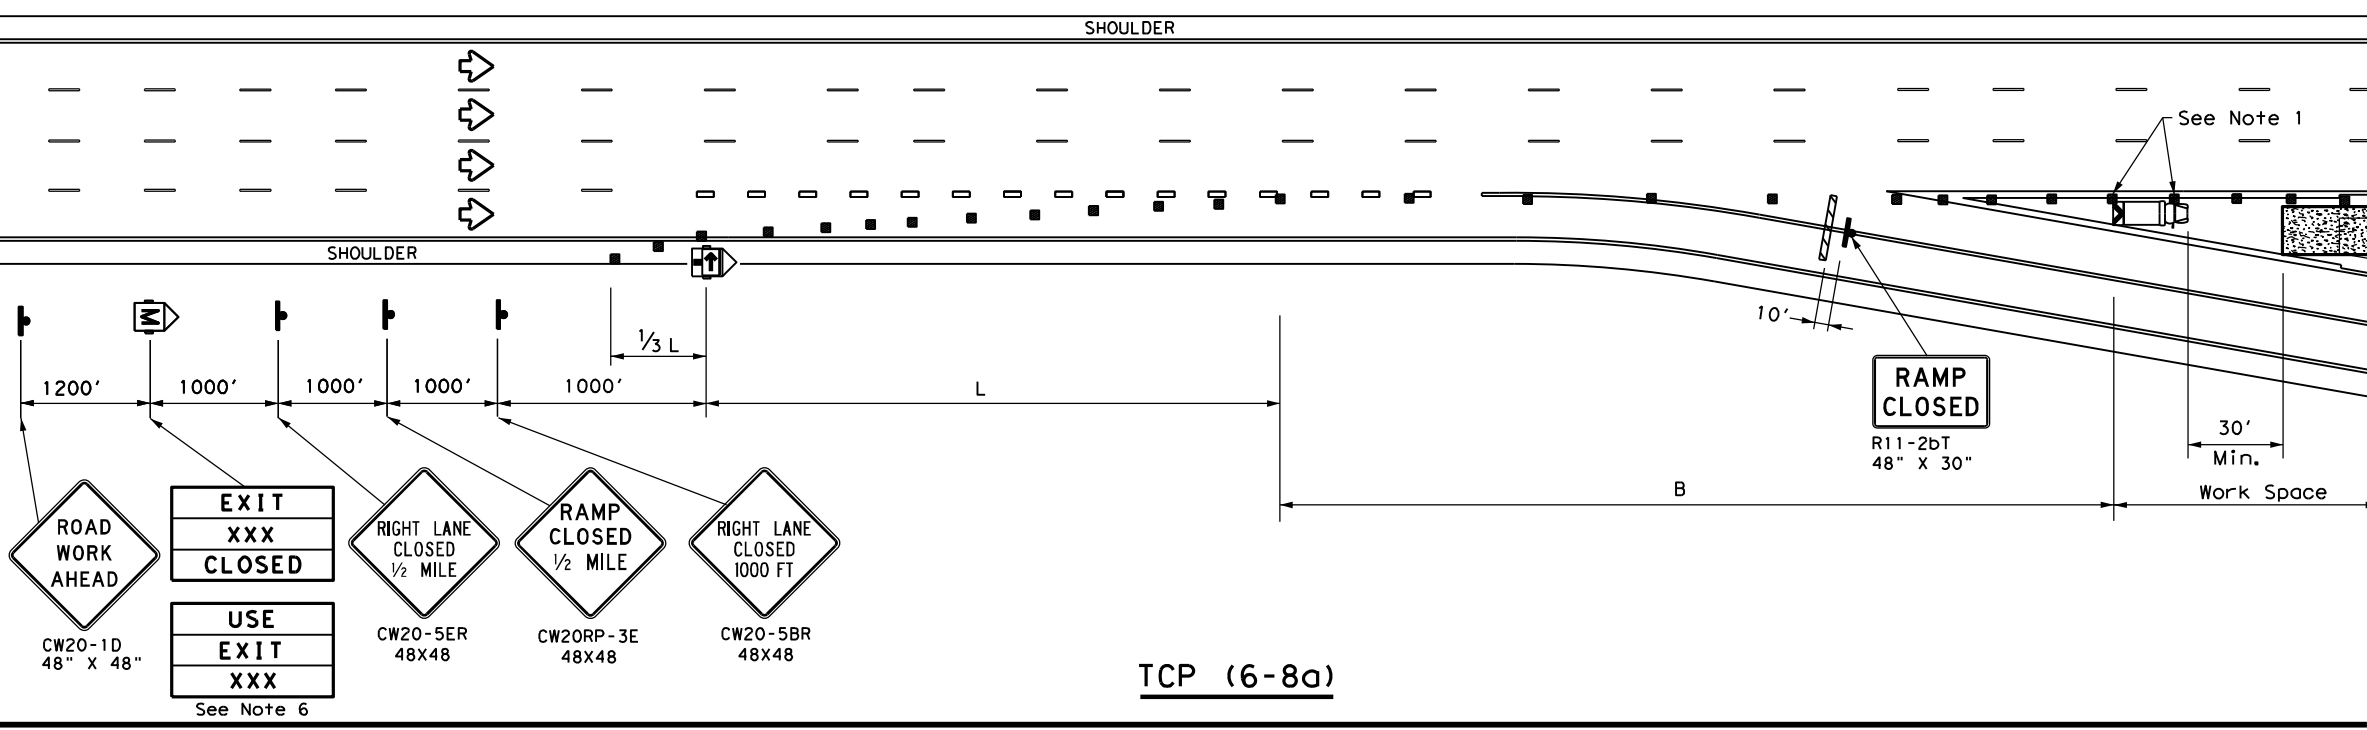 SHOULDER
See Note 1
SHOULDER
M
10'
1/3 L
1200'
1000'
1000'
1000'
1000'
L
RAMP
CLOSED
R11-2bT
48" X 30"
30'
Min.
B
Work Space
ROAD
WORK
AHEAD
CW20-1D
48" X 48"
EXIT
XXX
CLOSED
USE
EXIT
XXX
See Note 6
RIGHT LANE
CLOSED
1/2 MILE
CW20-5ER
48X48
RAMP
CLOSED
1/2 MILE
CW20RP-3E
48X48
RIGHT LANE
CLOSED
1000 FT
CW20-5BR
48X48
TCP (6-8a)